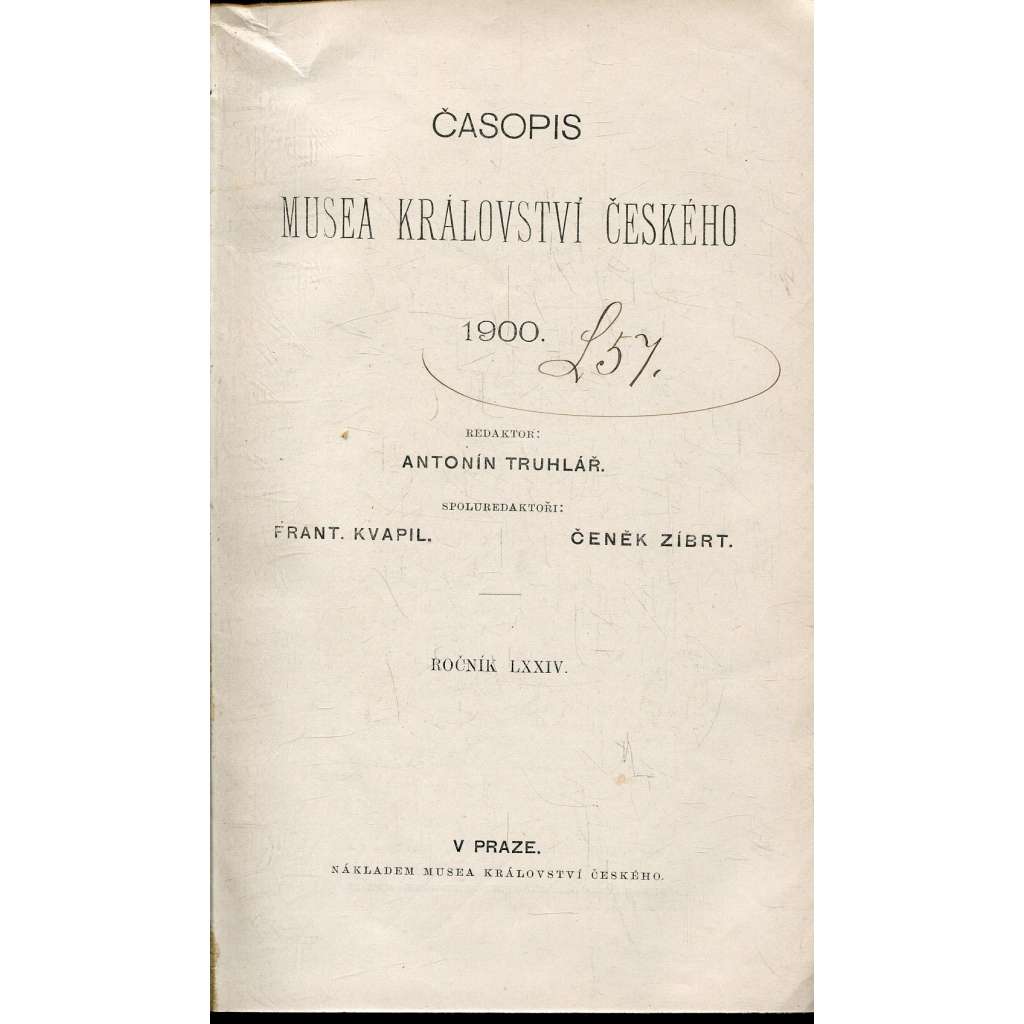 ČASOPIS
MUSEA KRÁLOVSTVÍ ČESKÉHO
1900.
L57.
REDAKTOR:
ANTONÍN TRUHLÁŘ.
SPOLUREDAKTOŘI:
FRANT. KVAPIL. ČENĚK ZÍBRT.
ROČNÍK LXXIV.
V PRAZE.
NÁKLADEM MUSEA KRÁLOVSTVÍ ČESKÉHO.